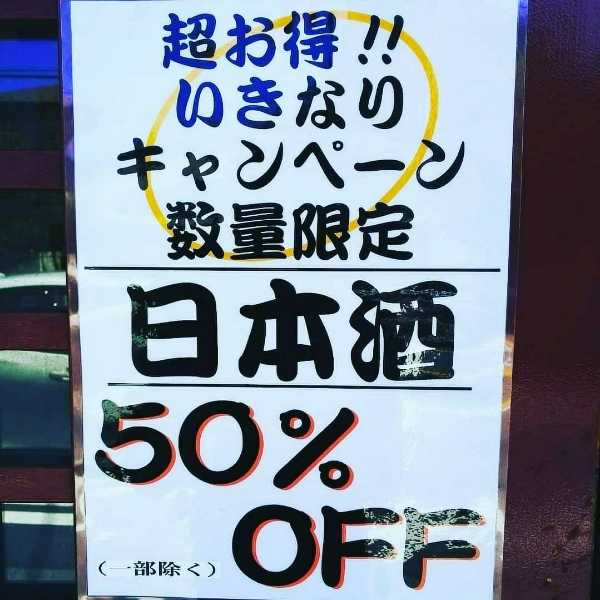 超お得!!
いきなり
キャンペーン
数量限定
日本酒
50%
OFF
（一部除く）